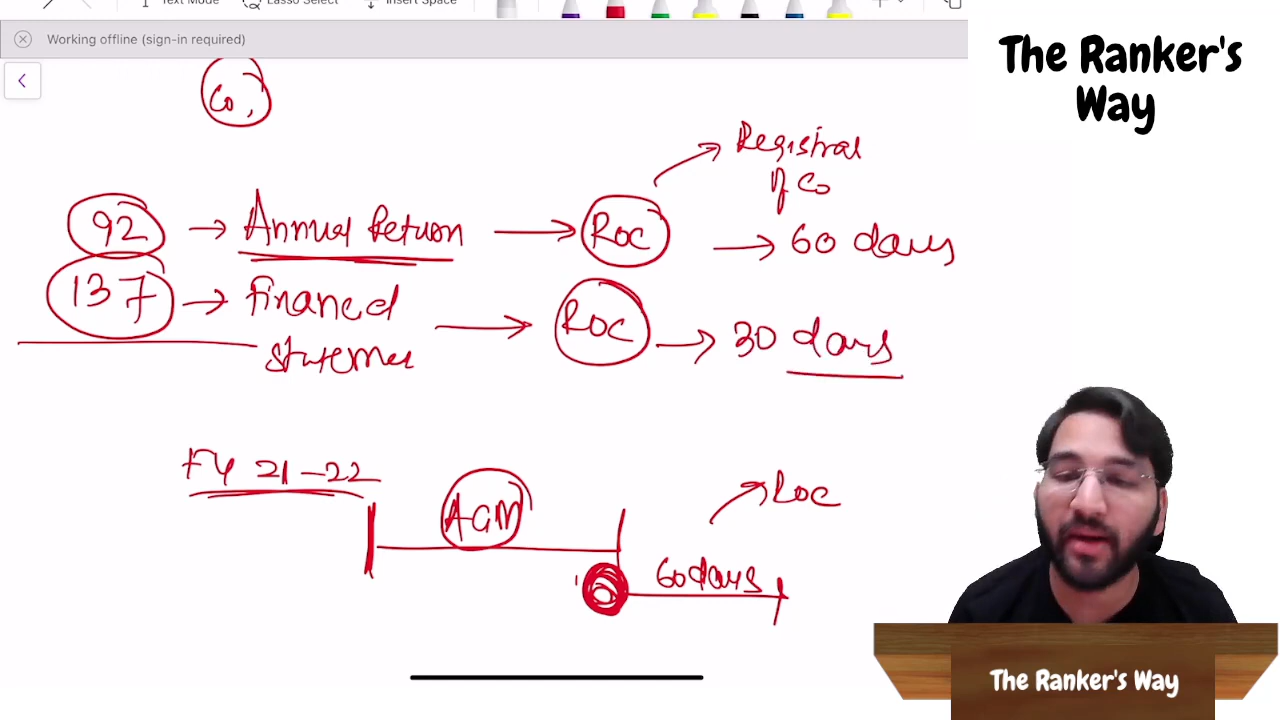 Text Mode
Lasso Select
Insert Space
Working offline (sign-in required)
The Ranker's
Way
Co,
Registrar
of Co
92 → Annual Return → ROC → 60 days
137 → Financial → ROC → 30 days
FY 21-22
AGM
ROC
60 days
The Ranker's Way